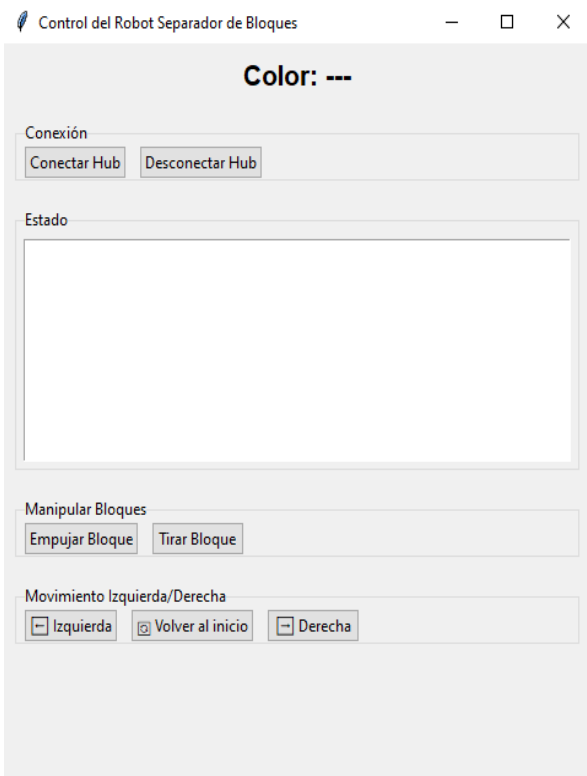 Control del Robot Separador de Bloques
Color: ---
Conexión
Conectar Hub Desconectar Hub
Estado
Manipular Bloques
Empujar Bloque Tirar Bloque
Movimiento Izquierda/Derecha
← Izquierda Volver al inicio → Derecha